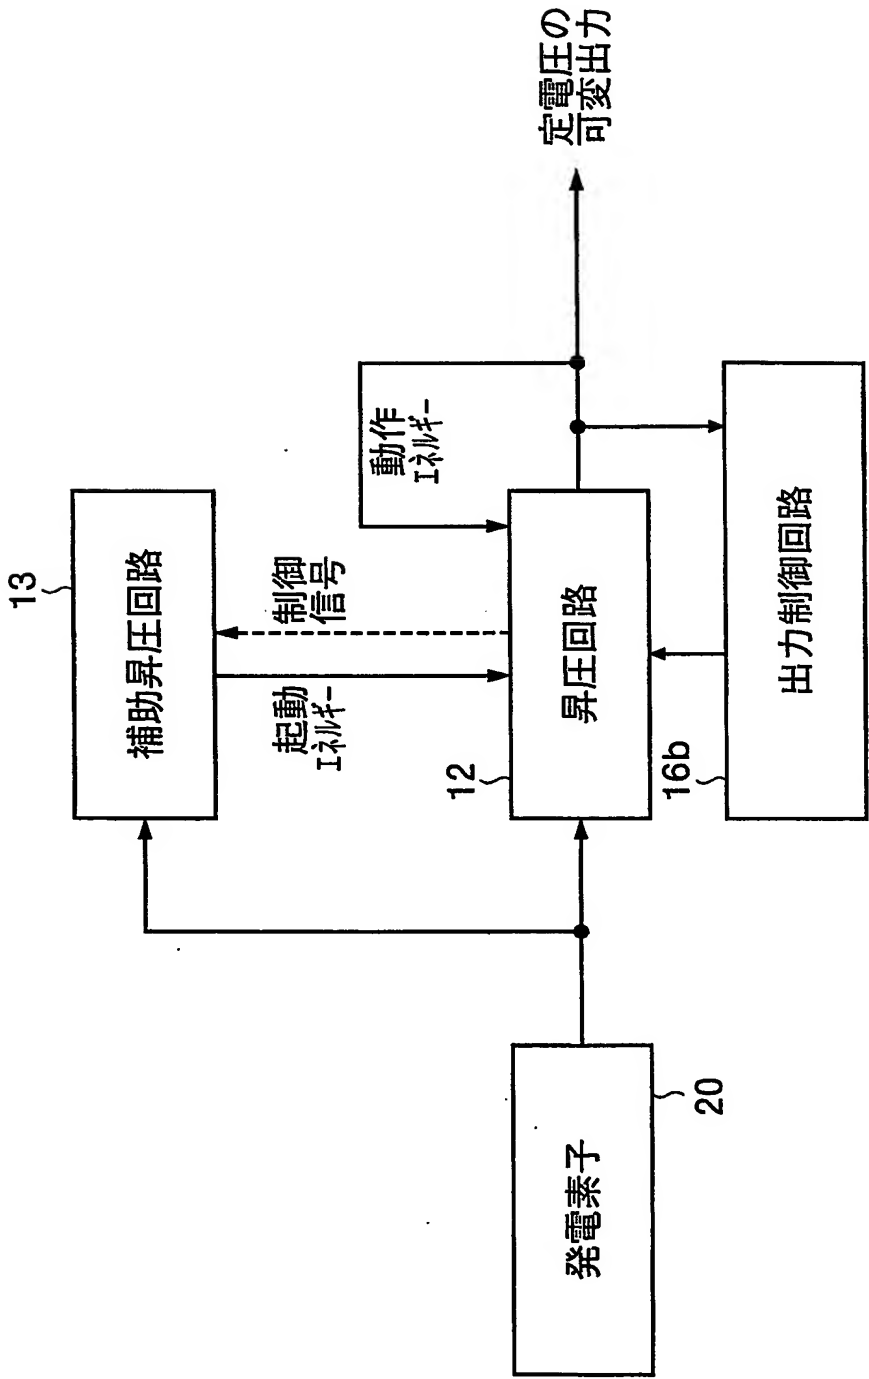 13
補助昇圧回路
起動
エネルギー
制御
信号
動作
エネルギー
定電圧の
可変出力
12
昇圧回路
16b
出力制御回路
発電素子
20